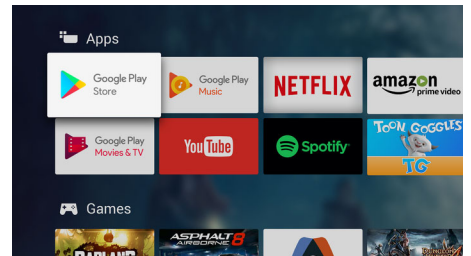 Apps
Google Play
Store
Google Play
Music
NETFLIX
amazon
prime video
Google Play
Movies & TV
YouTube
Spotify
TOON GOGGLES
TG
Games
BADLAND
ASPHALT 8
AIRBORNE